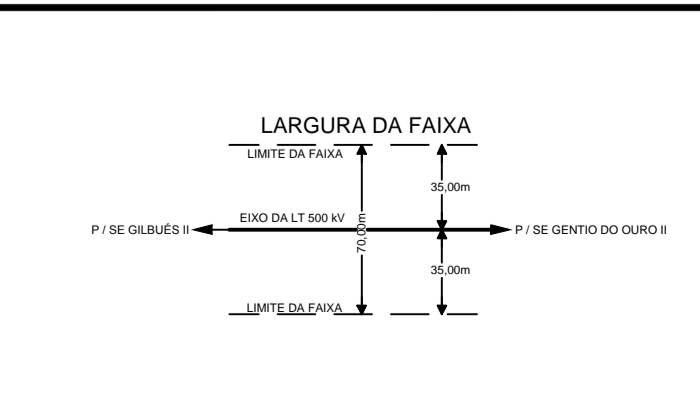 LARGURA DA FAIXA
LIMITE DA FAIXA
35,00m
EIXO DA LT 500 kV
70,00m
P / SE GILBUÉS II
P / SE GENTIO DO OURO II
35,00m
LIMITE DA FAIXA